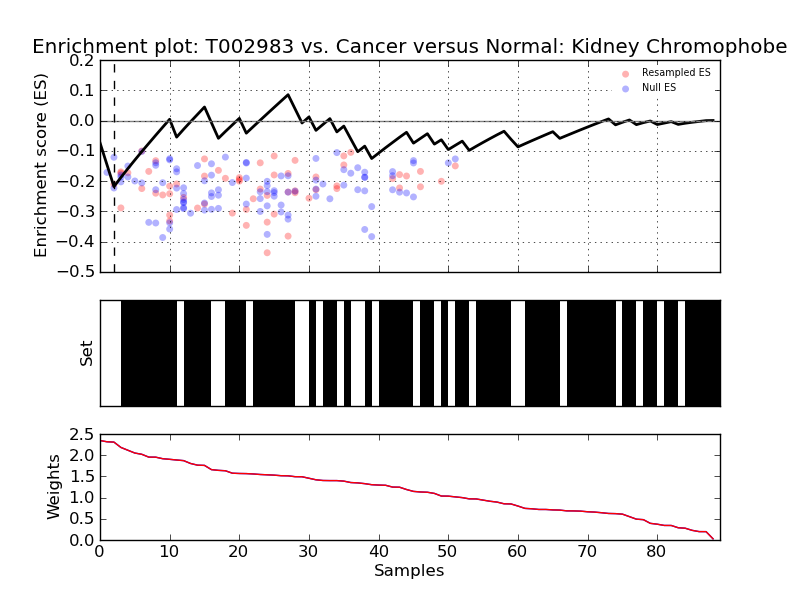 Enrichment plot: T002983 vs. Cancer versus Normal: Kidney Chromophobe
0.2
0.1
0.0
−0.1
−0.2
−0.3
−0.4
−0.5
Enrichment score (ES)
Resampled ES
Null ES
Set
2.5
2.0
1.5
1.0
0.5
0.0
Weights
0 10 20 30 40 50 60 70 80
Samples